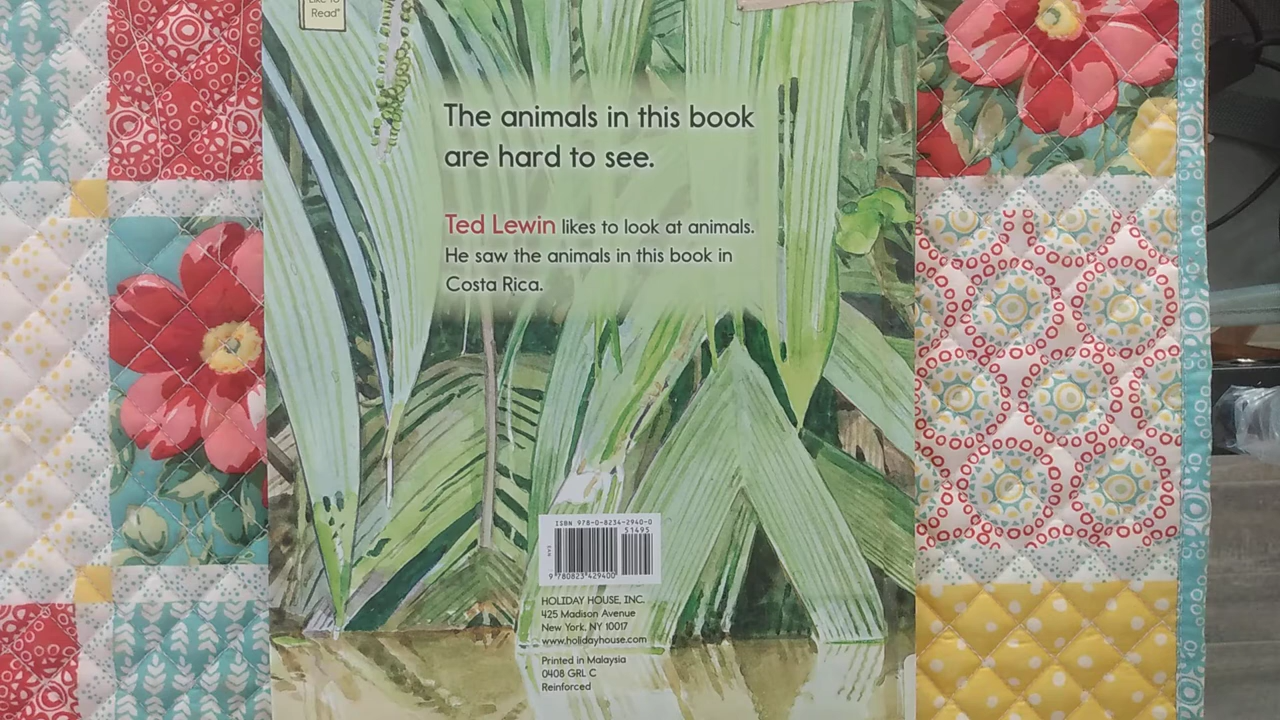 Like to
Read®
The animals in this book
are hard to see.
Ted Lewin likes to look at animals.
He saw the animals in this book in
Costa Rica.
ISBN 978-0-8234-2940-0
51495
9 780823 429400
HOLIDAY HOUSE, INC.
425 Madison Avenue
New York, NY 10017
www.holidayhouse.com
Printed in Malaysia
0408 GRL C
Reinforced